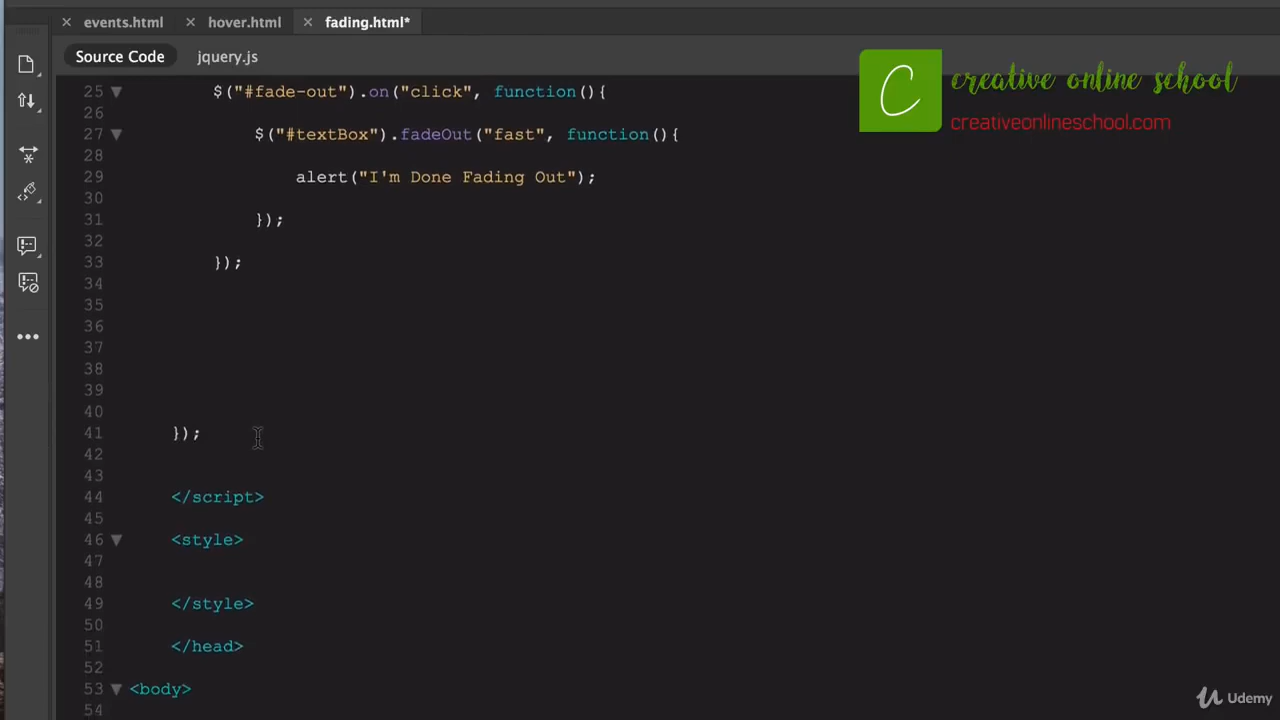 events.html hover.html fading.html*
Source Code jquery.js
creative online school
creativeonlineschool.com
25 $("#fade-out").on("click", function(){
26
27 $("#textBox").fadeOut("fast", function(){
28
29 alert("I'm Done Fading Out");
30
31 });
32
33 });
34
35
36
37
38
39
40
41 });
42
43
44 </script>
45
46 <style>
47
48
49 </style>
50
51 </head>
52
53 <body>
54
Udemy